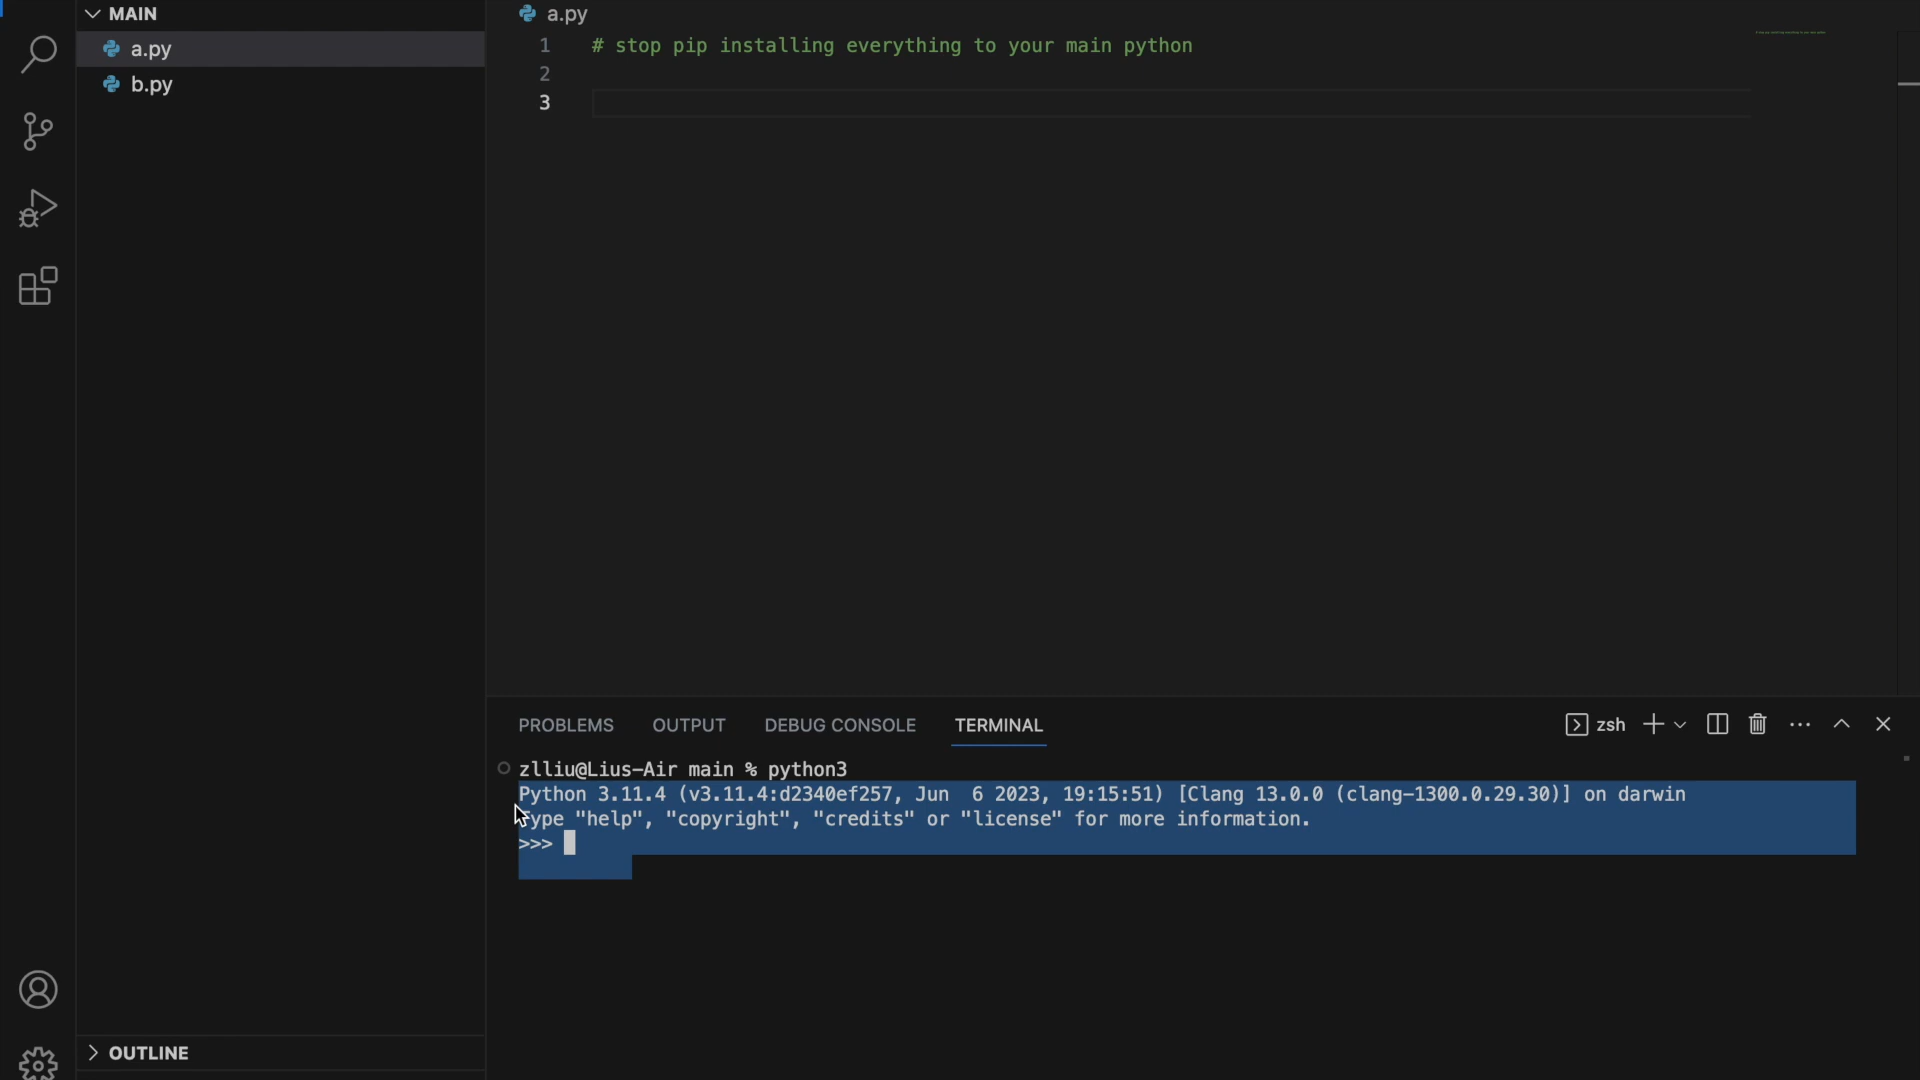 MAIN
a.py
b.py
OUTLINE
a.py
1 # stop pip installing everything to your main python
2
3
PROBLEMS OUTPUT DEBUG CONSOLE TERMINAL
zsh
zlliu@Lius-Air main % python3
Python 3.11.4 (v3.11.4:d2340ef257, Jun  6 2023, 19:15:51) [Clang 13.0.0 (clang-1300.0.29.30)] on darwin
Type "help", "copyright", "credits" or "license" for more information.
>>>